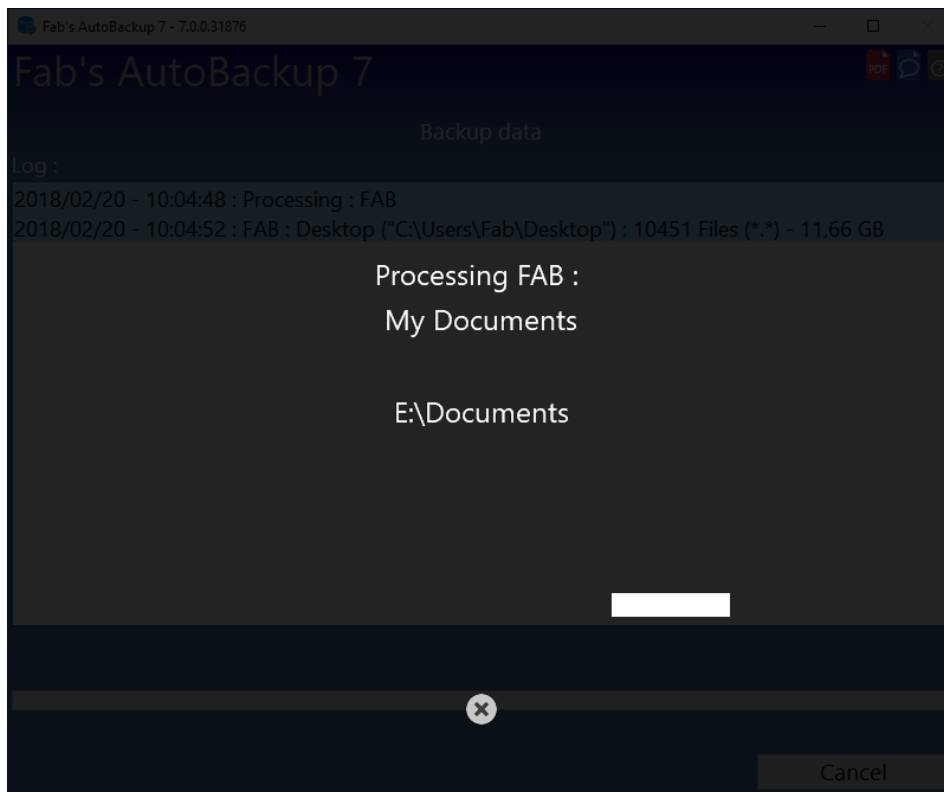 Fab's AutoBackup 7 - 7.0.0.31876
Fab's AutoBackup 7
PDF
Backup data
Log :
2018/02/20 - 10:04:48 : Processing : FAB
2018/02/20 - 10:04:52 : FAB : Desktop ("C:\Users\Fab\Desktop") : 10451 Files (*.*) - 11,66 GB
Processing FAB :
My Documents
E:\Documents
Cancel